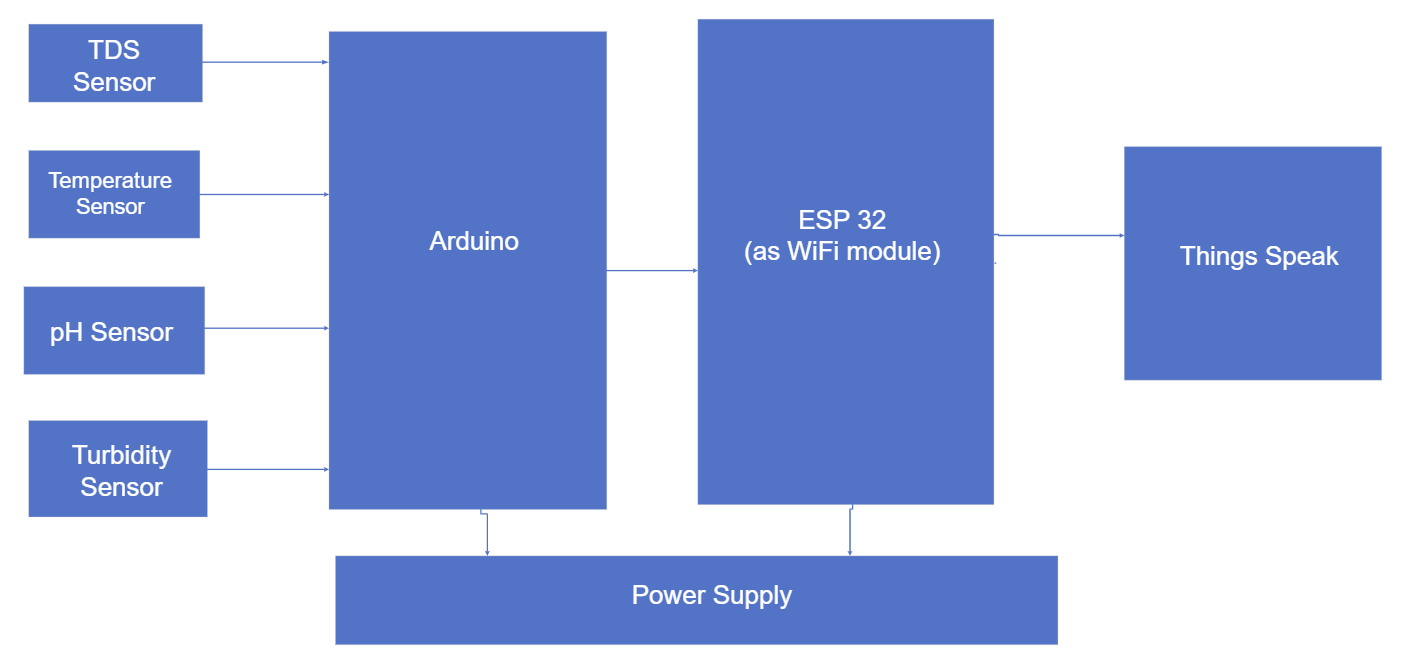 TDS
Sensor
Temperature
Sensor
pH Sensor
Turbidity
Sensor
Arduino
ESP 32
(as WiFi module)
Things Speak
Power Supply